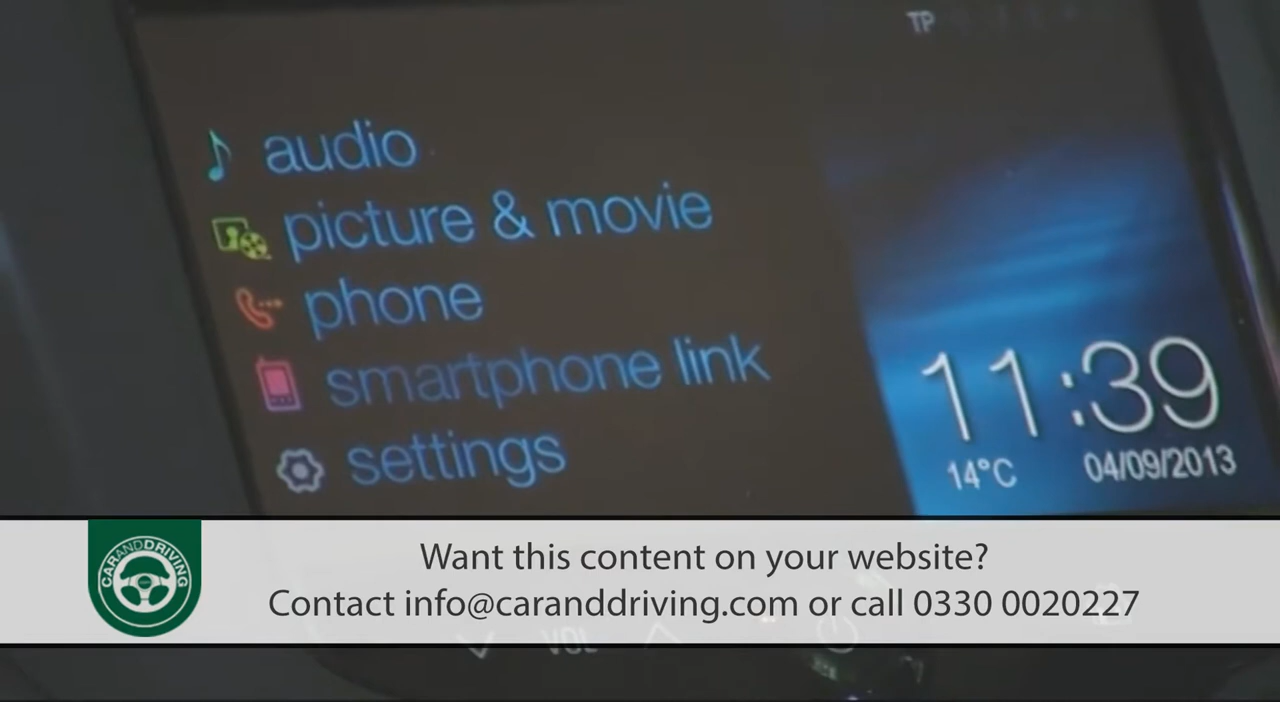 TP
audio
picture & movie
phone
smartphone link
settings
11:39
14°C 04/09/2013
CARANDDRIVING
Want this content on your website?
Contact info@caranddriving.com or call 0330 0020227
VOL